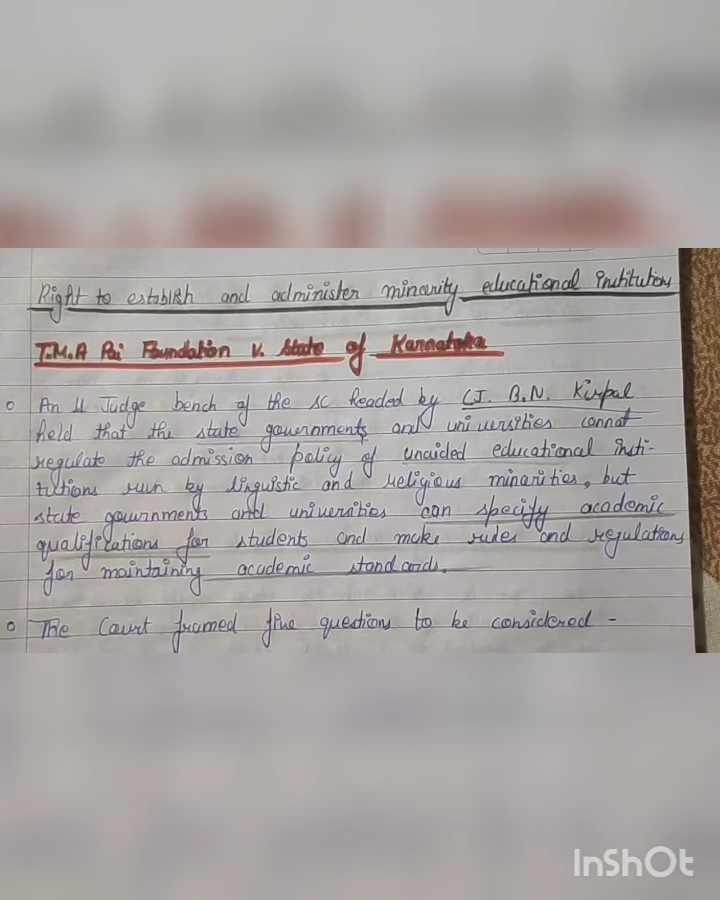 Right to establish and administer minority educational institution
T.M.A Pai Foundation v. State of Karnataka
o An 11 Judge bench of the SC headed by CJ. B.N. Kirpal
held that the state governments and universities cannot
regulate the admission policy of unaided educational insti-
tutions run by linguistic and religious minorities, but
state governments and universities can specify academic
qualifications for students and make rules and regulations
for maintaining academic standards.
o The Court framed five questions to be considered -
InShOt